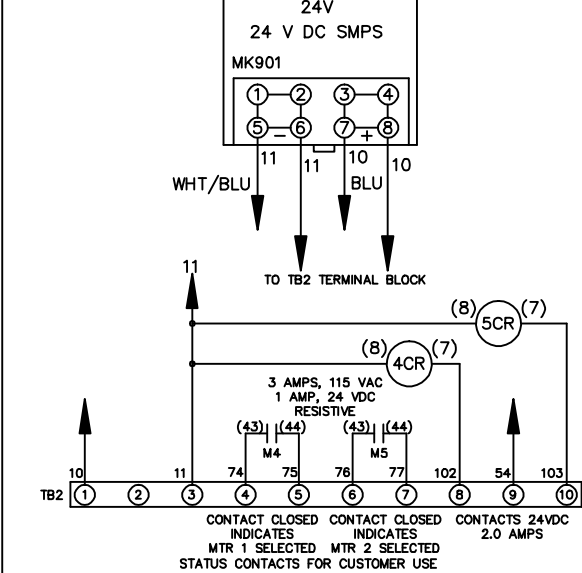 24V
24 V DC SMPS
MK901
1 2 3 4
5 - 6 7 + 8
11 11 10 10
WHT/BLU BLU
TO TB2 TERMINAL BLOCK
11
(8) 5CR (7)
(8) 4CR (7)
3 AMPS, 115 VAC
1 AMP, 24 VDC
RESISTIVE
(43) (44) (43) (44)
M4 M5
10 11 74 75 76 77 102 54 103
TB2 1 2 3 4 5 6 7 8 9 10
CONTACT CLOSED CONTACT CLOSED CONTACTS 24VDC
INDICATES INDICATES 2.0 AMPS
MTR 1 SELECTED MTR 2 SELECTED
STATUS CONTACTS FOR CUSTOMER USE